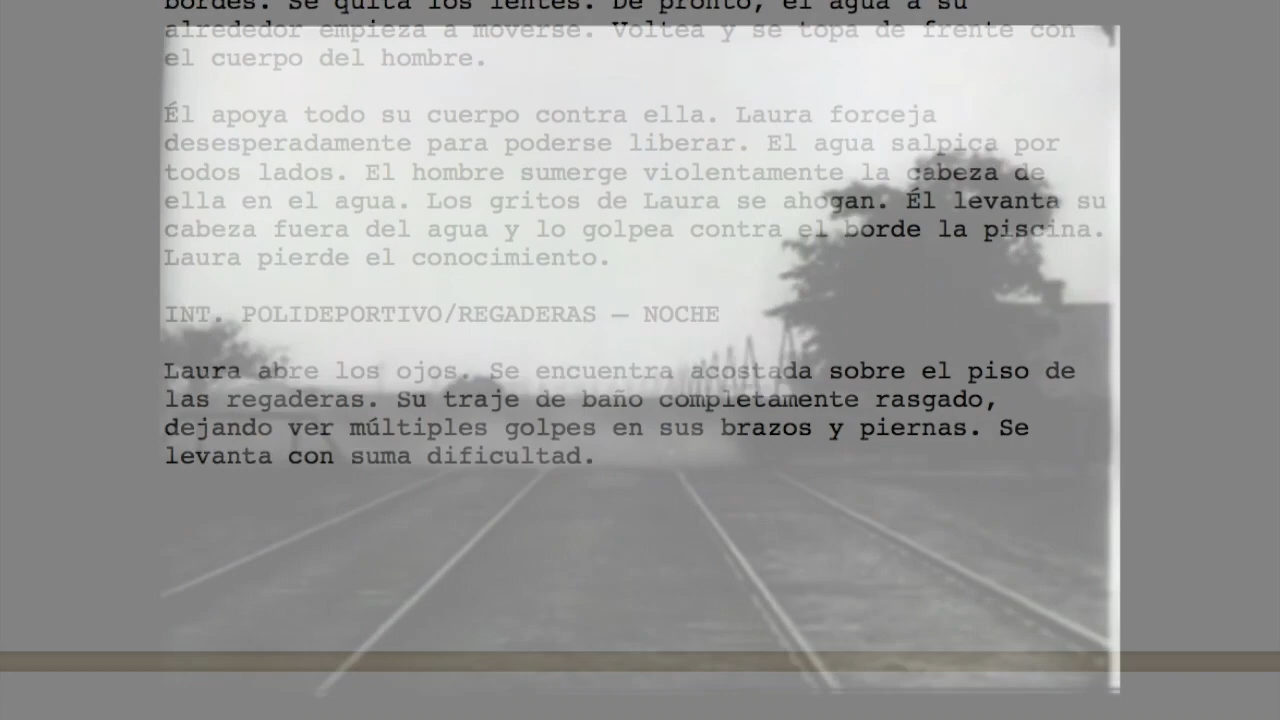 bordes. Se quita los lentes. De pronto, el agua a su
alrededor empieza a moverse. Voltea y se topa de frente con
el cuerpo del hombre.
Él apoya todo su cuerpo contra ella. Laura forceja
desesperadamente para poderse liberar. El agua salpica por
todos lados. El hombre sumerge violentamente la cabeza de
ella en el agua. Los gritos de Laura se ahogan. Él levanta su
cabeza fuera del agua y lo golpea contra el borde la piscina.
Laura pierde el conocimiento.
INT. POLIDEPORTIVO/REGADERAS — NOCHE
Laura abre los ojos. Se encuentra acostada sobre el piso de
las regaderas. Su traje de baño completamente rasgado,
dejando ver múltiples golpes en sus brazos y piernas. Se
levanta con suma dificultad.